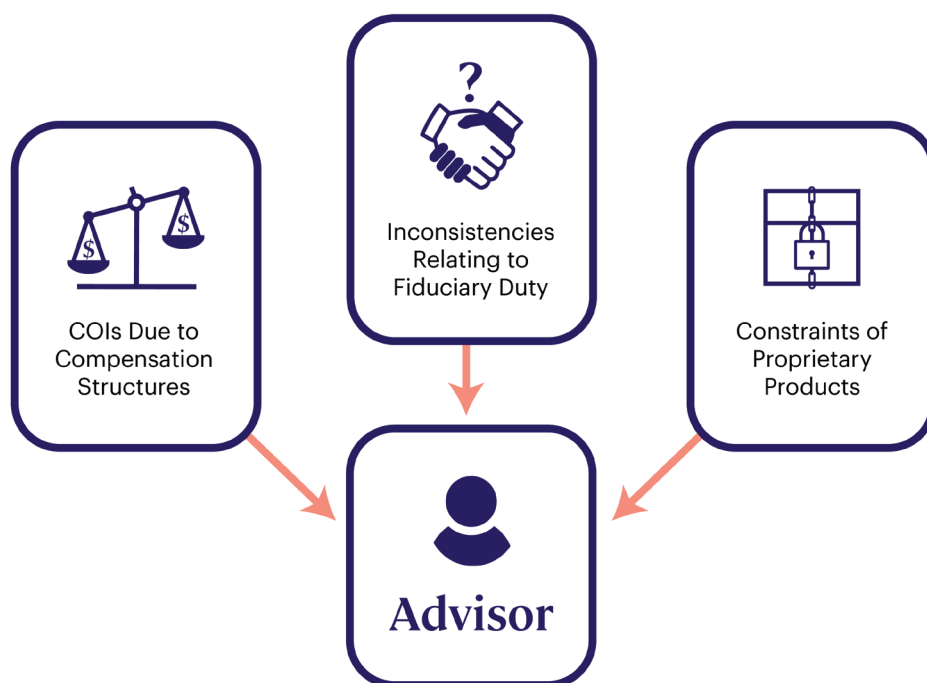 ?
Inconsistencies
Relating to
Fiduciary Duty
$ $
COIs Due to
Compensation
Structures
Constraints of
Proprietary
Products
Advisor